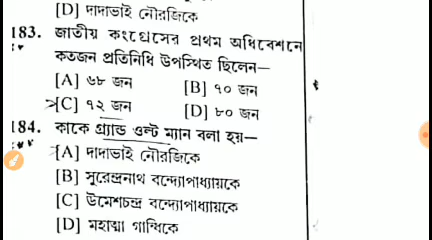 [D] দাদাভাই নৌরজিকে
183. জাতীয় কংগ্রেসের প্রথম অধিবেশনে
কতজন প্রতিনিধি উপস্থিত ছিলেন—
[A] ৬৮ জন [B] ৭০ জন
[C] ৭২ জন [D] ৮০ জন
184. কাকে গ্র্যান্ড ওল্ট ম্যান বলা হয়—
[A] দাদাভাই নৌরজিকে
[B] সুরেন্দ্রনাথ বন্দ্যোপাধ্যায়কে
[C] উমেশচন্দ্র বন্দ্যোপাধ্যায়কে
[D] মহাত্মা গান্ধিকে